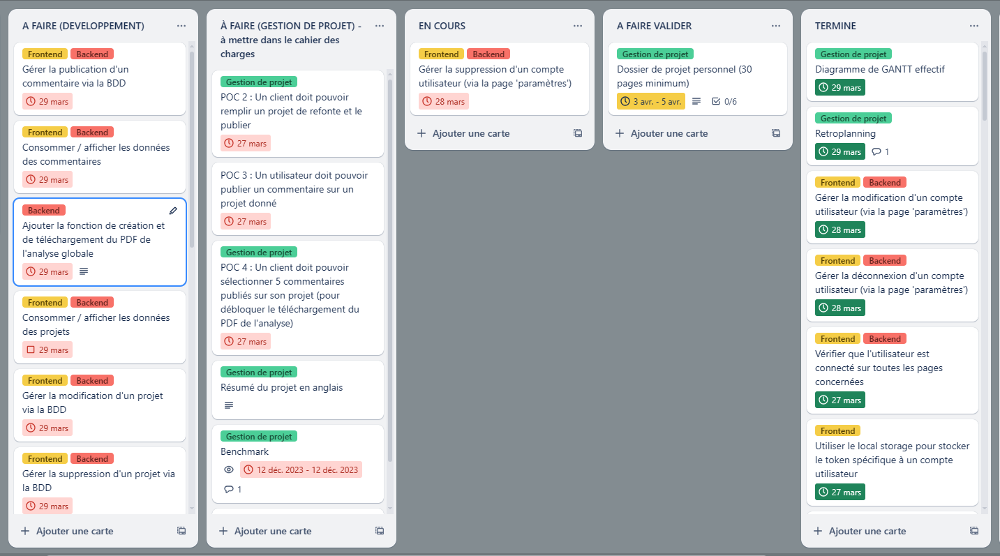 A FAIRE (DEVELOPPEMENT)
Frontend Backend
Gérer la publication d'un
commentaire via la BDD
29 mars
Frontend Backend
Consommer / afficher les données
des commentaires
29 mars
Backend
Ajouter la fonction de création et
de téléchargement du PDF de
l'analyse globale
29 mars
Frontend Backend
Consommer / afficher les données
des projets
29 mars
Frontend Backend
Gérer la modification d'un projet
via la BDD
29 mars
Frontend Backend
Gérer la suppression d'un projet via
la BDD
29 mars
+ Ajouter une carte
À FAIRE (GESTION DE PROJET) -
à mettre dans le cahier des
charges
Gestion de projet
POC 2 : Un client doit pouvoir
remplir un projet de refonte et le
publier
27 mars
POC 3 : Un utilisateur doit pouvoir
publier un commentaire sur un
projet donné
27 mars
Gestion de projet
POC 4 : Un client doit pouvoir
sélectionner 5 commentaires
publiés sur son projet (pour
débloquer le téléchargement du
PDF de l'analyse)
27 mars
Gestion de projet
Résumé du projet en anglais
Gestion de projet
Benchmark
12 déc. 2023 - 12 déc. 2023
1
+ Ajouter une carte
EN COURS
Frontend Backend
Gérer la suppression d'un compte
utilisateur (via la page 'paramètres')
28 mars
+ Ajouter une carte
A FAIRE VALIDER
Gestion de projet
Dossier de projet personnel (30
pages minimum)
3 avr. - 5 avr. 0/6
+ Ajouter une carte
TERMINE
Gestion de projet
Diagramme de GANTT effectif
29 mars
Gestion de projet
Retroplanning
29 mars 1
Frontend Backend
Gérer la modification d'un compte
utilisateur (via la page 'paramètres')
28 mars
Frontend Backend
Gérer la déconnexion d'un compte
utilisateur (via la page 'paramètres')
28 mars
Frontend Backend
Vérifier que l'utilisateur est
connecté sur toutes les pages
concernées
27 mars
Frontend
Utiliser le local storage pour stocker
le token spécifique à un compte
utilisateur
27 mars
+ Ajouter une carte